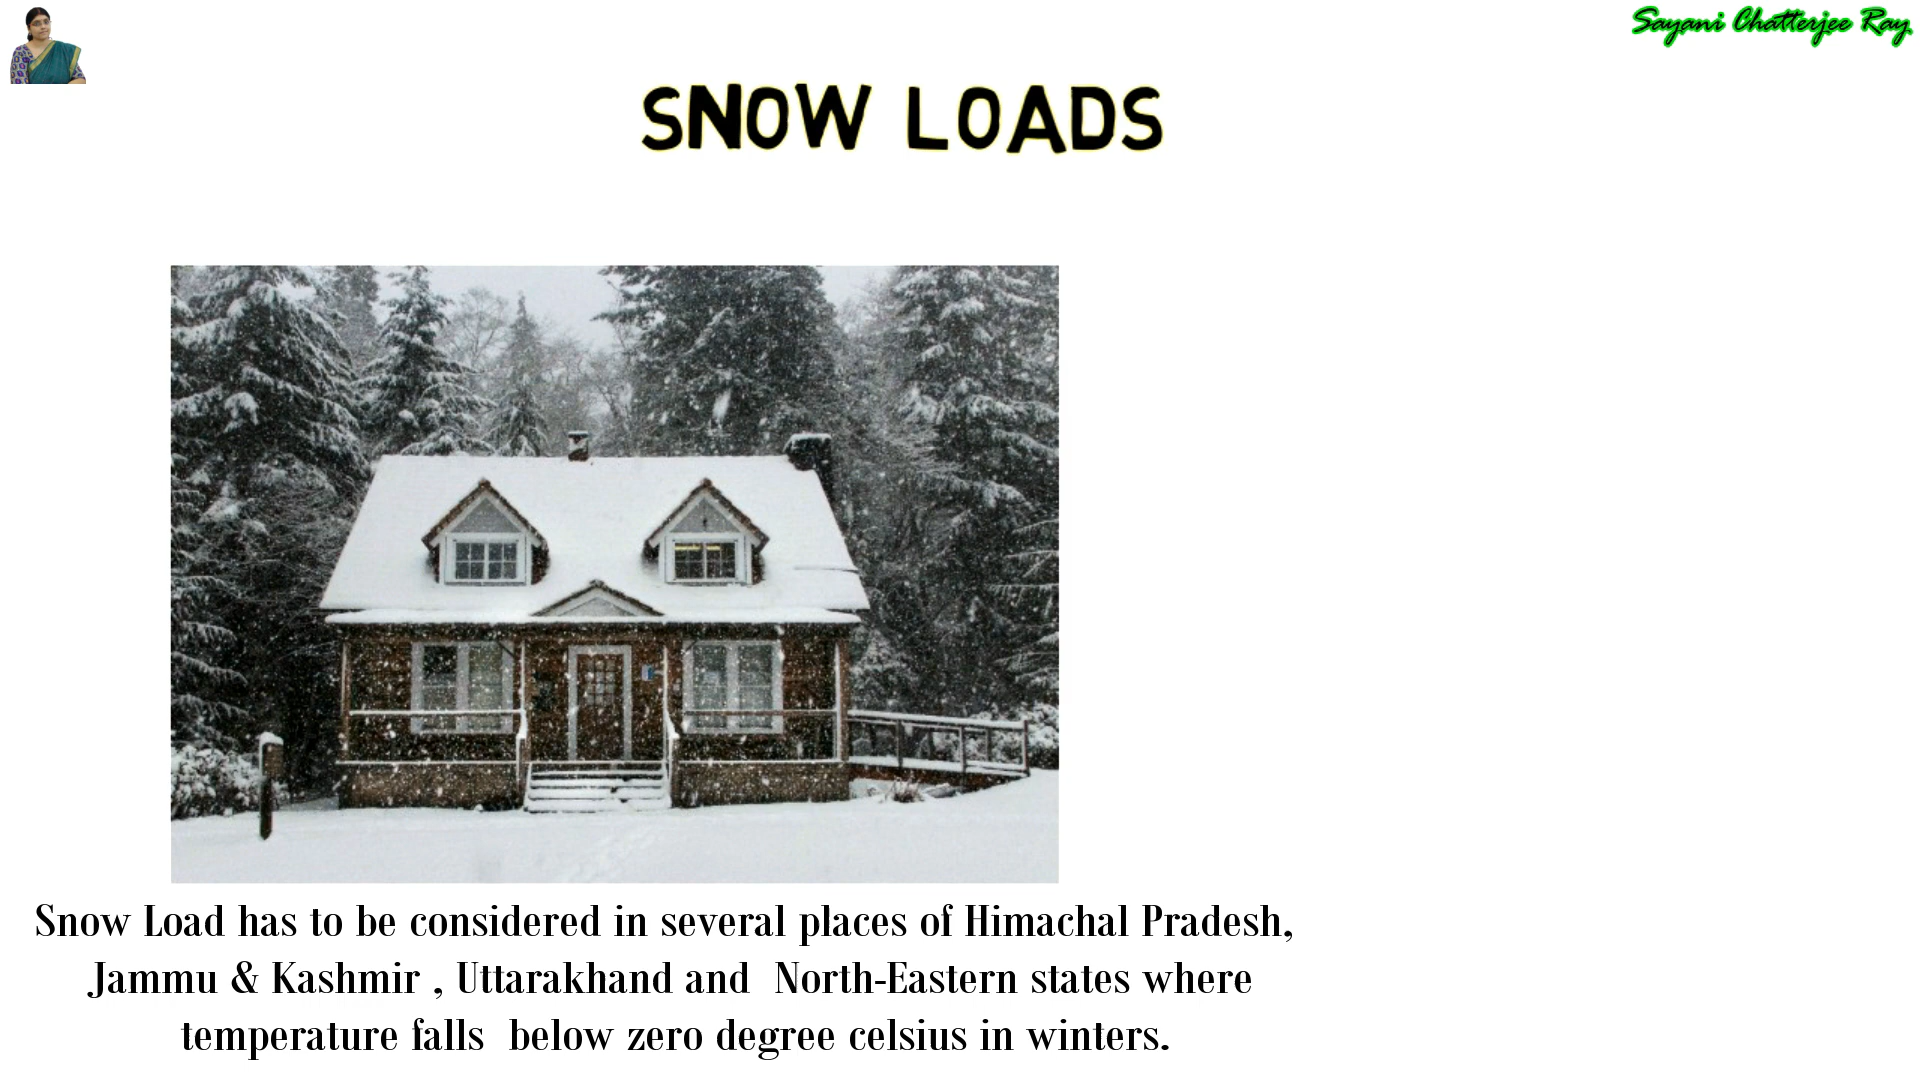 Sayani Chatterjee Ray
SNOW LOADS
Snow Load has to be considered in several places of Himachal Pradesh,
Jammu & Kashmir , Uttarakhand and  North-Eastern states where
temperature falls  below zero degree celsius in winters.